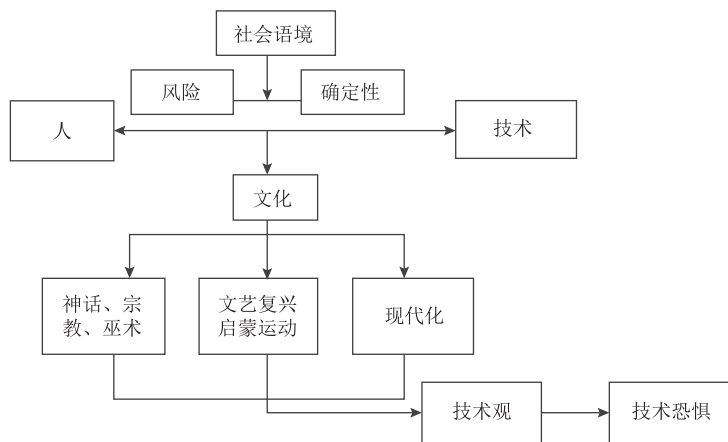 社会语境
风险
确定性
人
技术
文化
神话、宗
教、巫术
文艺复兴
启蒙运动
现代化
技术观
技术恐惧